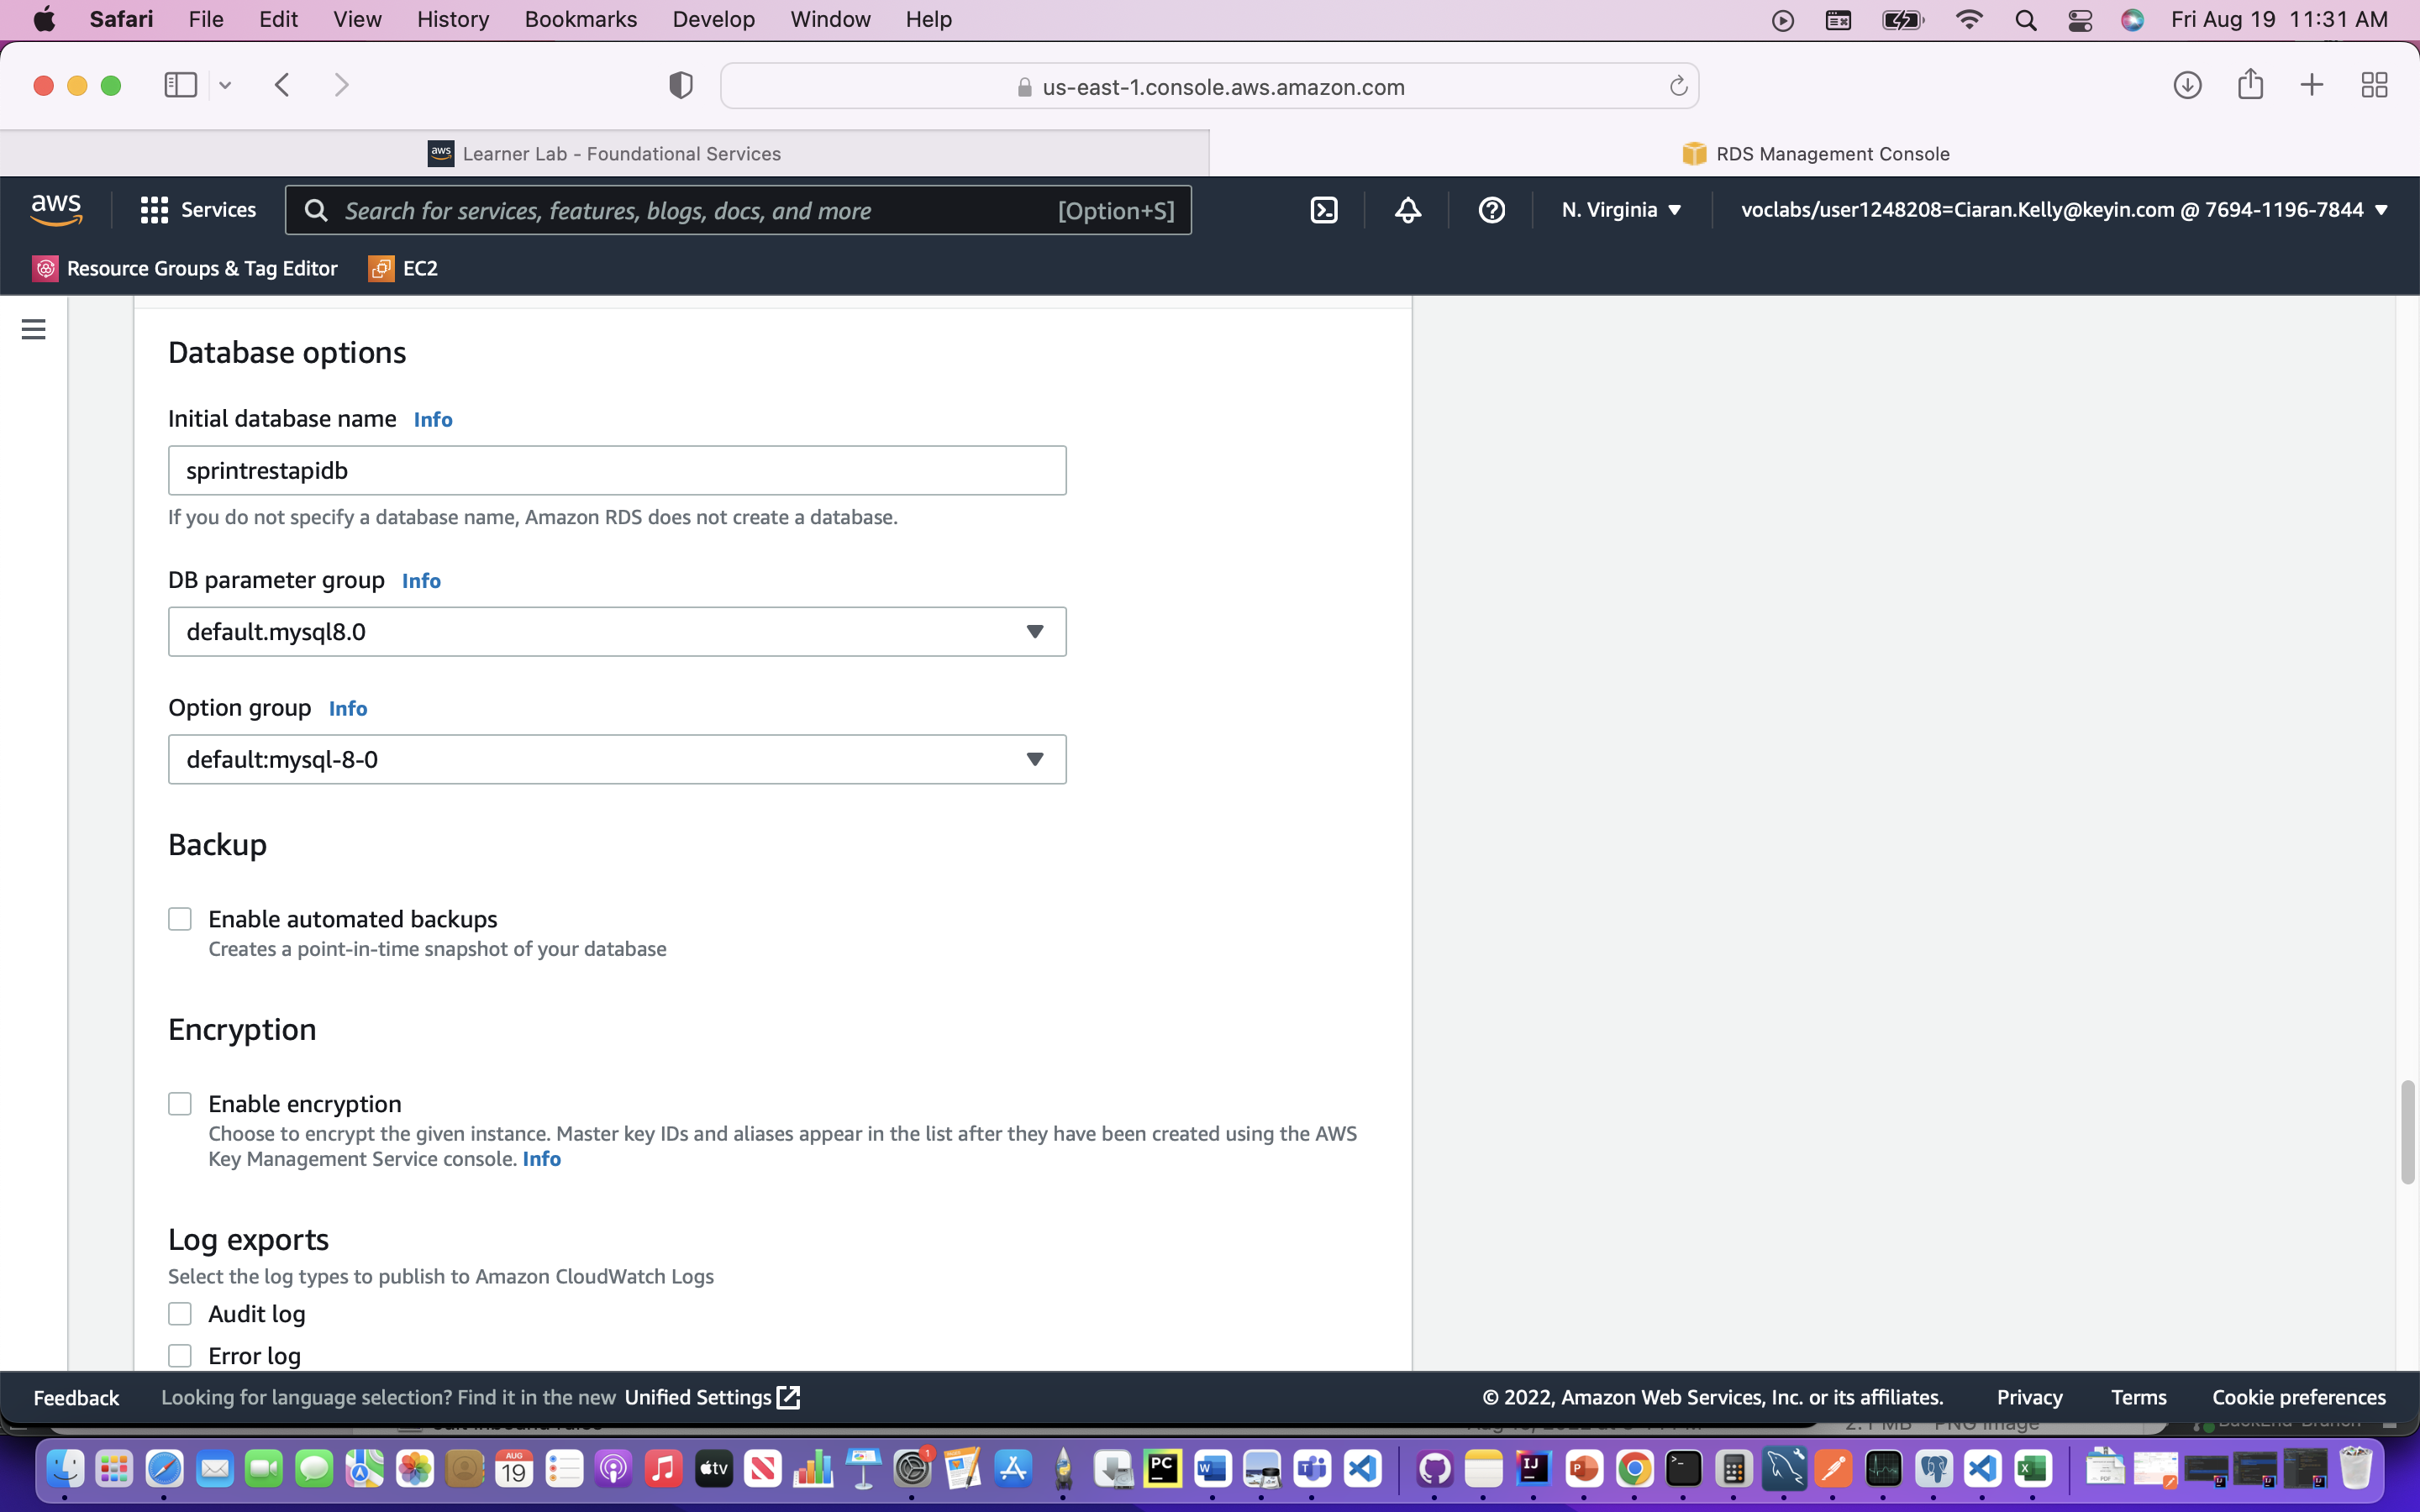 Safari File Edit View History Bookmarks Develop Window Help Fri Aug 19 11:31 AM
us-east-1.console.aws.amazon.com
aws Learner Lab - Foundational Services RDS Management Console
aws Services Search for services, features, blogs, docs, and more [Option+S] N. Virginia voclabs/user1248208=Ciaran.Kelly@keyin.com @ 7694-1196-7844
Resource Groups & Tag Editor EC2
Database options
Initial database name Info
sprintrestapidb
If you do not specify a database name, Amazon RDS does not create a database.
DB parameter group Info
default.mysql8.0
Option group Info
default:mysql-8-0
Backup
Enable automated backups
Creates a point-in-time snapshot of your database
Encryption
Enable encryption
Choose to encrypt the given instance. Master key IDs and aliases appear in the list after they have been created using the AWS
Key Management Service console. Info
Log exports
Select the log types to publish to Amazon CloudWatch Logs
Audit log
Error log
Feedback Looking for language selection? Find it in the new Unified Settings © 2022, Amazon Web Services, Inc. or its affiliates. Privacy Terms Cookie preferences
AUG 19 tv 1 PC W T IJ P X PDF